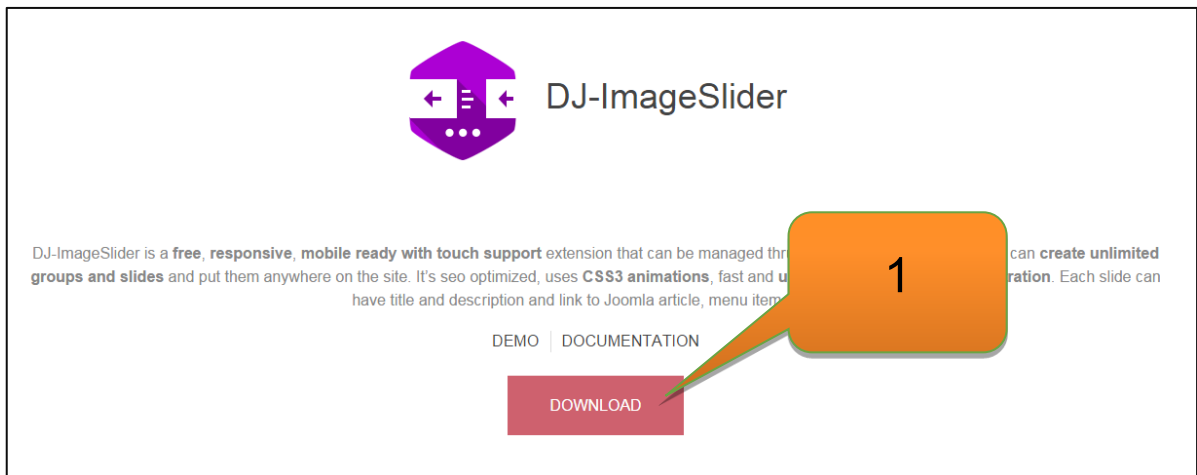 DJ-ImageSlider
DJ-ImageSlider is a free, responsive, mobile ready with touch support extension that can be managed can create unlimited
groups and slides and put them anywhere on the site. It's seo optimized, uses CSS3 animations, fast and Each slide can
have title and description and link to Joomla article, menu item
1
DEMO DOCUMENTATION
DOWNLOAD